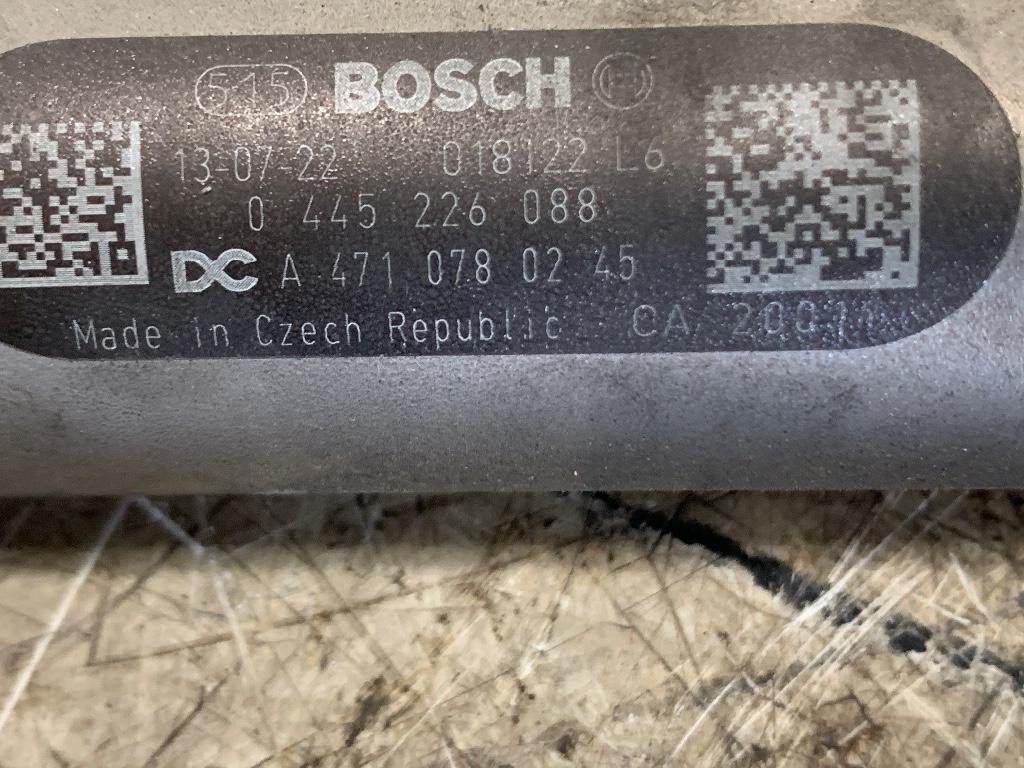 515 BOSCH
13-07-22 018122 L6
0 445 226 088
DC A 471 078 02 45
Made in Czech Republic CA